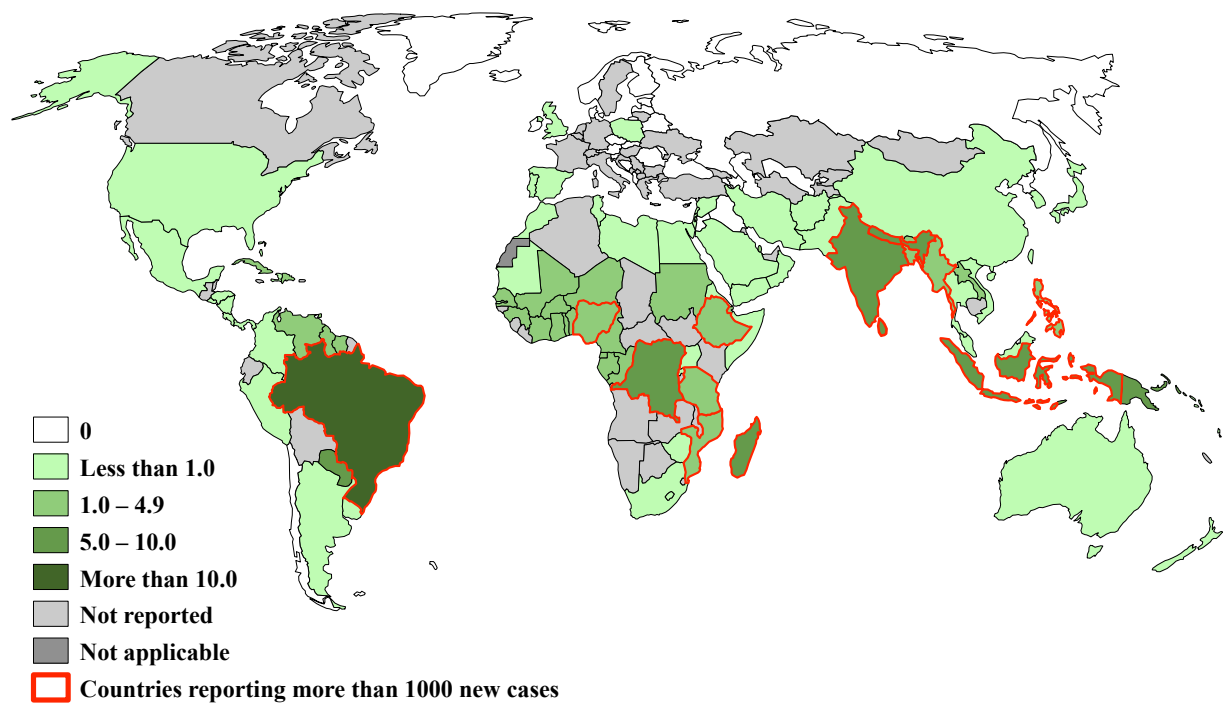 0
Less than 1.0
1.0 – 4.9
5.0 – 10.0
More than 10.0
Not reported
Not applicable
Countries reporting more than 1000 new cases